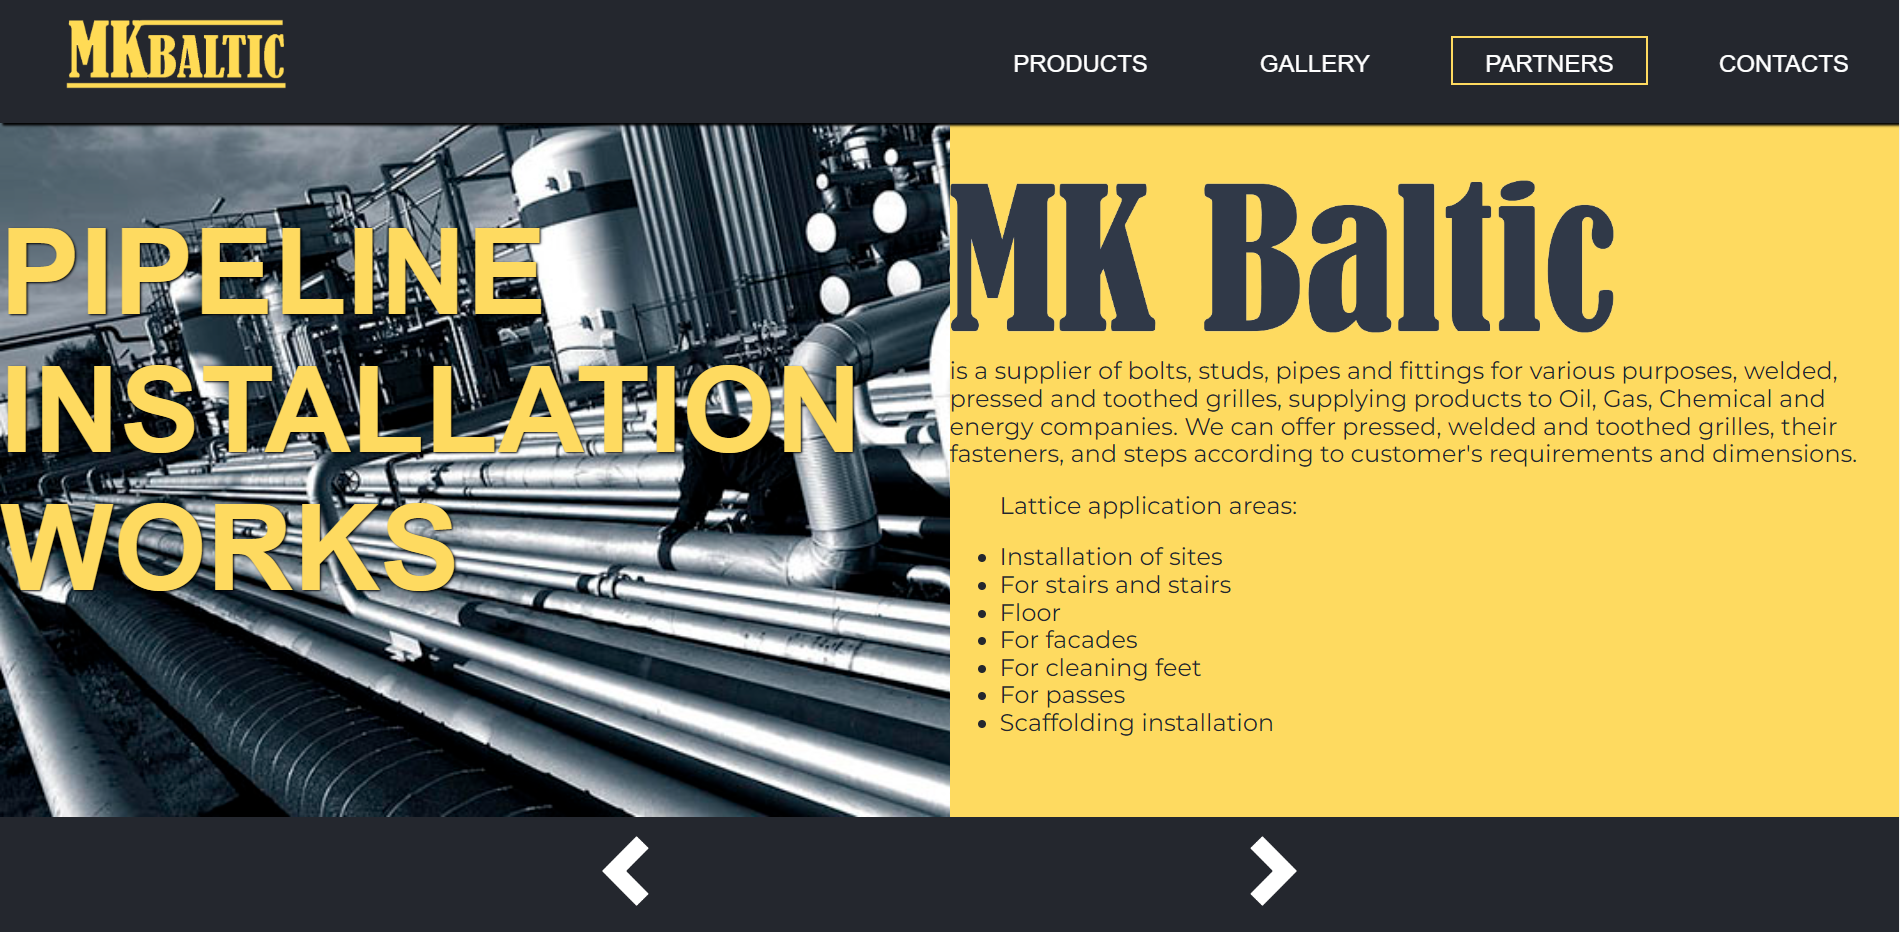 MKBALTIC
PRODUCTS
GALLERY
PARTNERS
CONTACTS
PIPELINE
INSTALLATION
WORKS
MK Baltic
is a supplier of bolts, studs, pipes and fittings for various purposes, welded,
pressed and toothed grilles, supplying products to Oil, Gas, Chemical and
energy companies. We can offer pressed, welded and toothed grilles, their
fasteners, and steps according to customer's requirements and dimensions.
Lattice application areas:
• Installation of sites
• For stairs and stairs
• Floor
• For facades
• For cleaning feet
• For passes
• Scaffolding installation